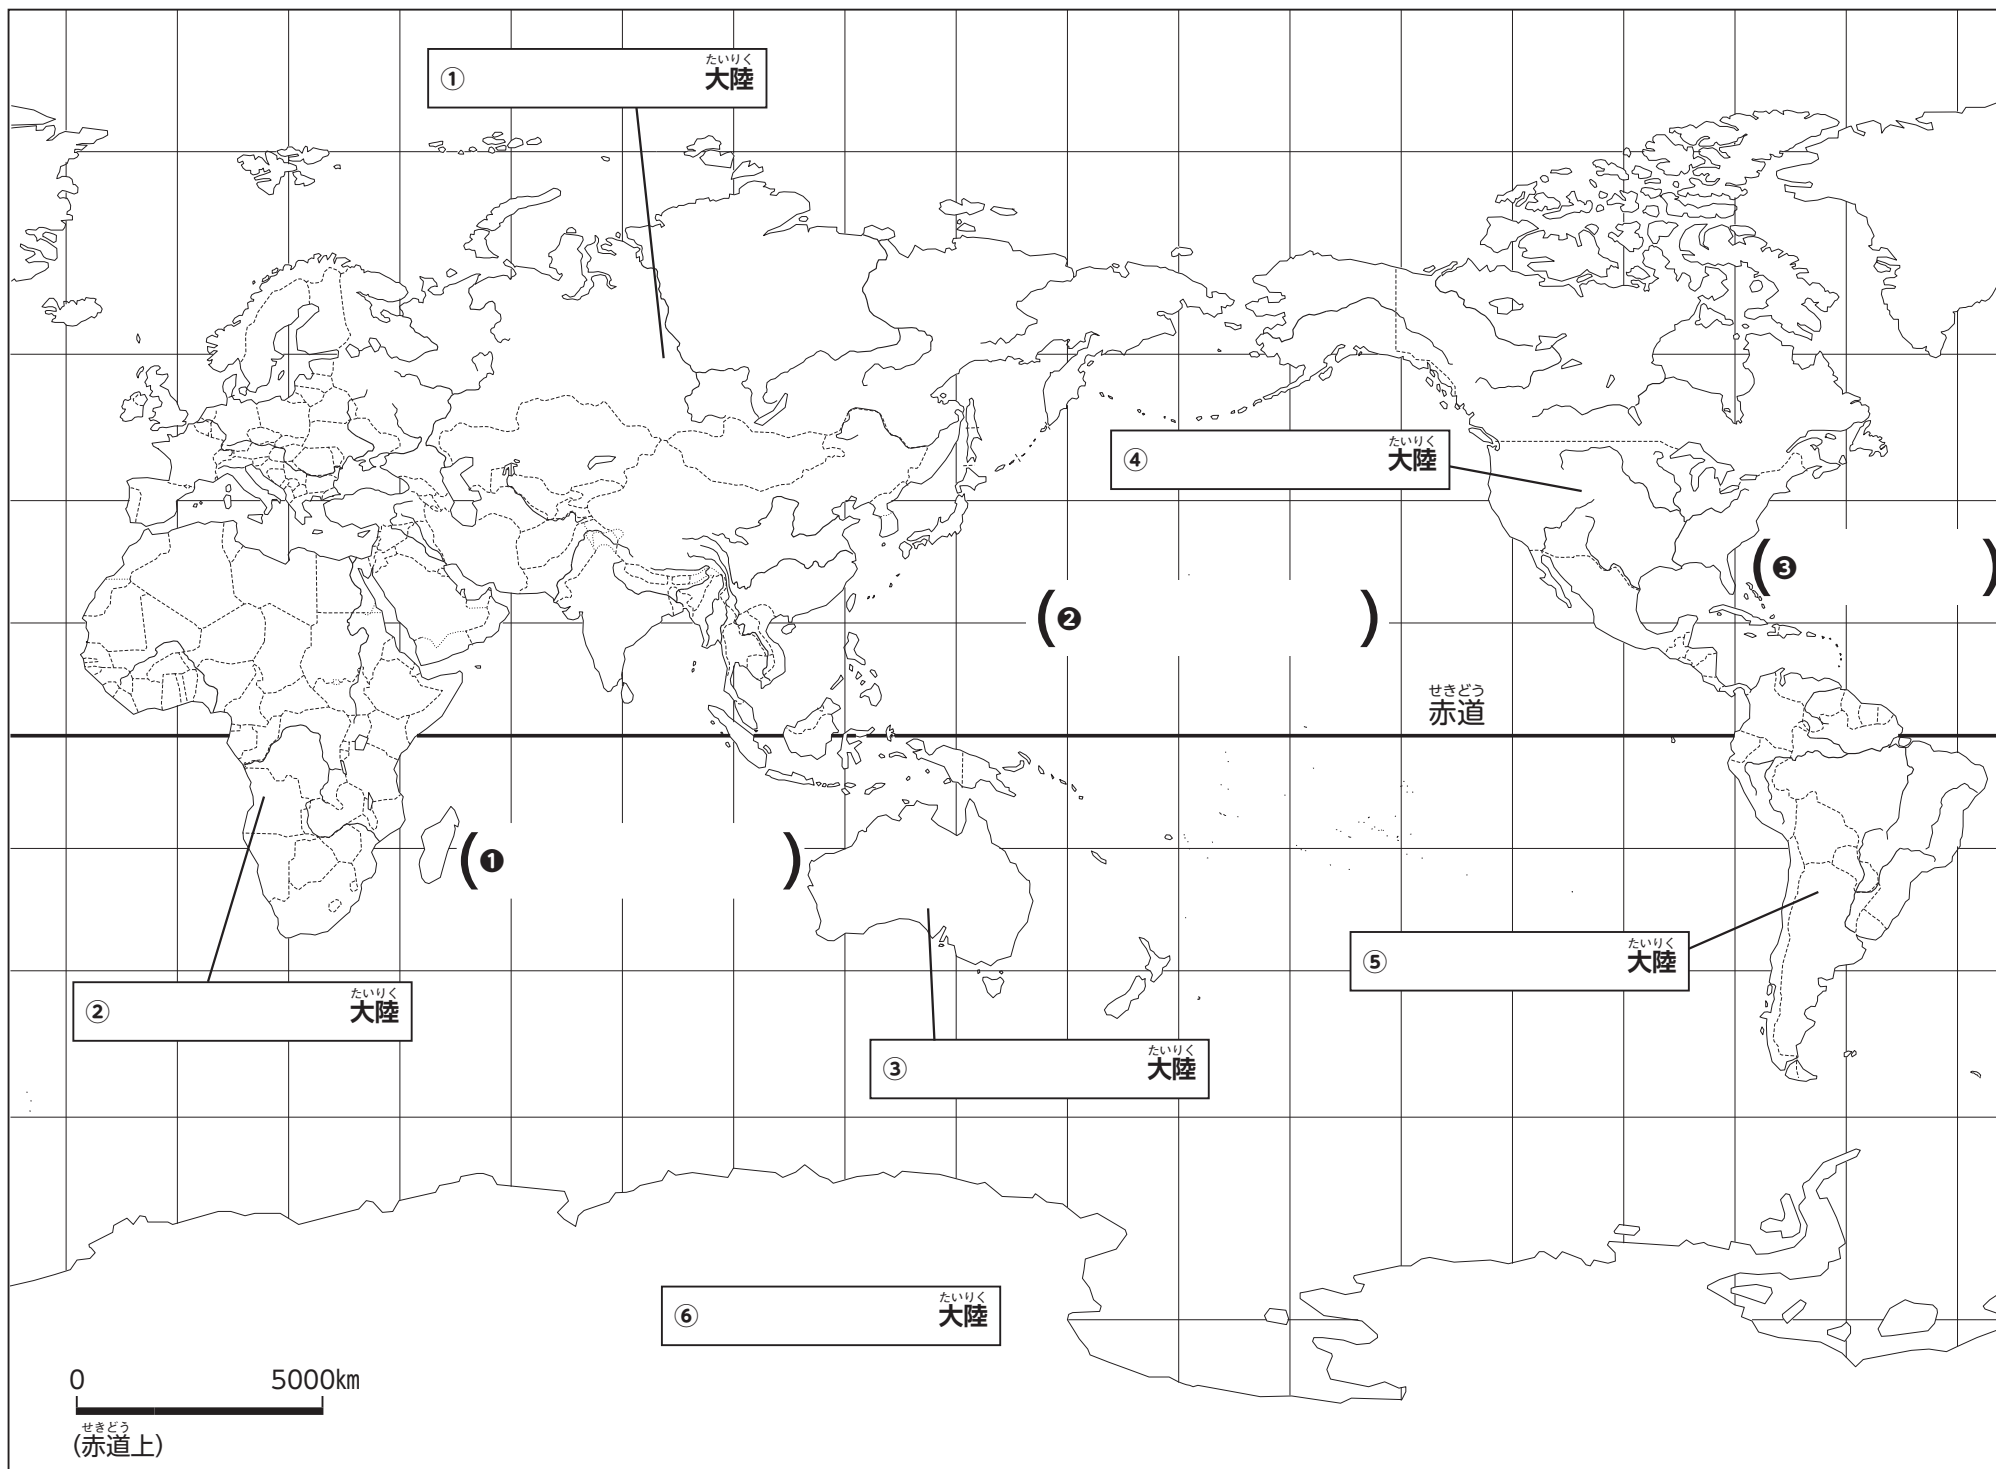 ① 大陸
たいりく
④ 大陸
たいりく
( ❸ )
( ❷ )
せきどう
赤道
( ❶ )
⑤ 大陸
たいりく
② 大陸
たいりく
③ 大陸
たいりく
⑥ 大陸
たいりく
0 5000km
せきどう
(赤道上)